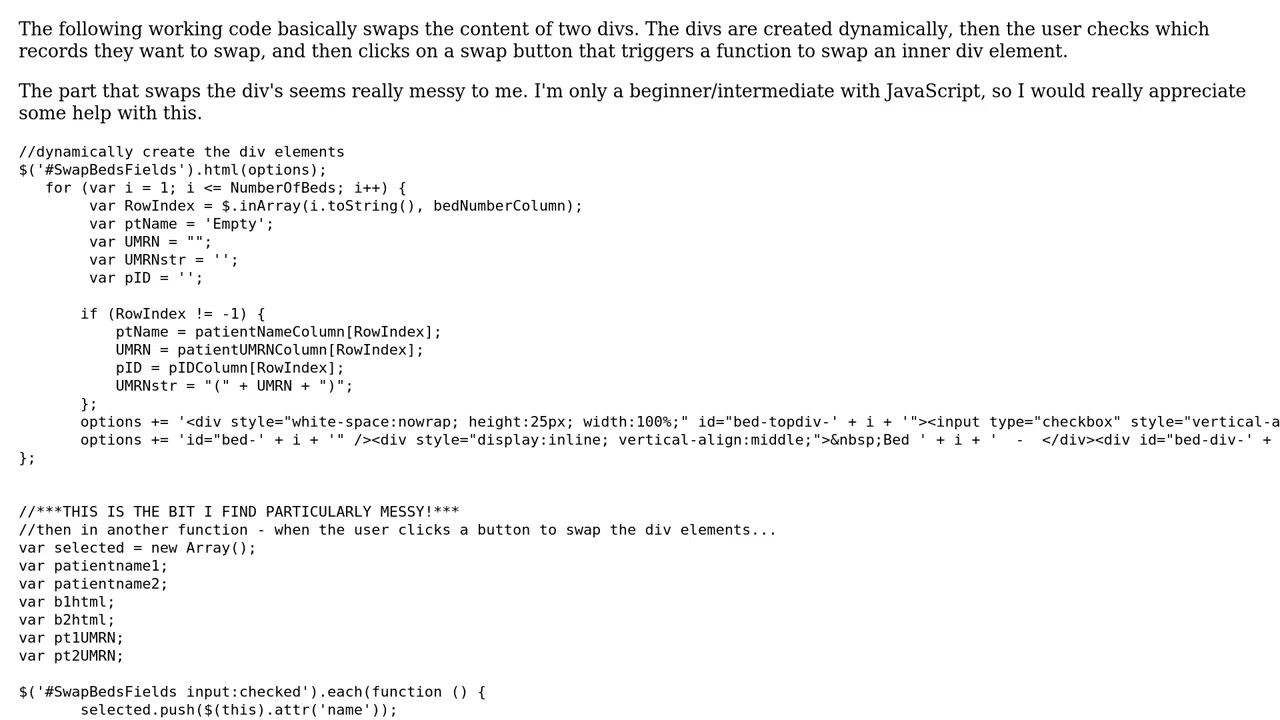 The following working code basically swaps the content of two divs. The divs are created dynamically, then the user checks which
records they want to swap, and then clicks on a swap button that triggers a function to swap an inner div element.
The part that swaps the div's seems really messy to me. I'm only a beginner/intermediate with JavaScript, so I would really appreciate
some help with this.
//dynamically create the div elements
$('#SwapBedsFields').html(options);
   for (var i = 1; i <= NumberOfBeds; i++) {
        var RowIndex = $.inArray(i.toString(), bedNumberColumn);
        var ptName = 'Empty';
        var UMRN = "";
        var UMRNstr = '';
        var pID = '';
       if (RowIndex != -1) {
           ptName = patientNameColumn[RowIndex];
           UMRN = patientUMRNColumn[RowIndex];
           pID = pIDColumn[RowIndex];
           UMRNstr = "(" + UMRN + ")";
       };
       options += '<div style="white-space:nowrap; height:25px; width:100%;" id="bed-topdiv-' + i + '"><input type="checkbox" style="vertical-a
       options += 'id="bed-' + i + '" /><div style="display:inline; vertical-align:middle;">&nbsp;Bed ' + i + '  -  </div><div id="bed-div-' +
};
//***THIS IS THE BIT I FIND PARTICULARLY MESSY!***
//then in another function - when the user clicks a button to swap the div elements...
var selected = new Array();
var patientname1;
var patientname2;
var b1html;
var b2html;
var pt1UMRN;
var pt2UMRN;
$('#SwapBedsFields input:checked').each(function () {
       selected.push($(this).attr('name'));